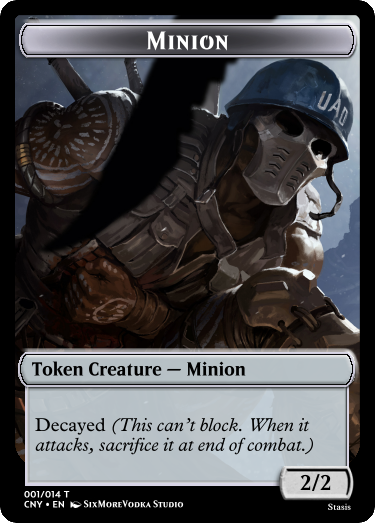 MINION
UAD
Token Creature — Minion
Decayed (This can't block. When it
attacks, sacrifice it at end of combat.)
2/2
001/014 T
CNY • EN SIXMOREVODKA STUDIO
Stasis